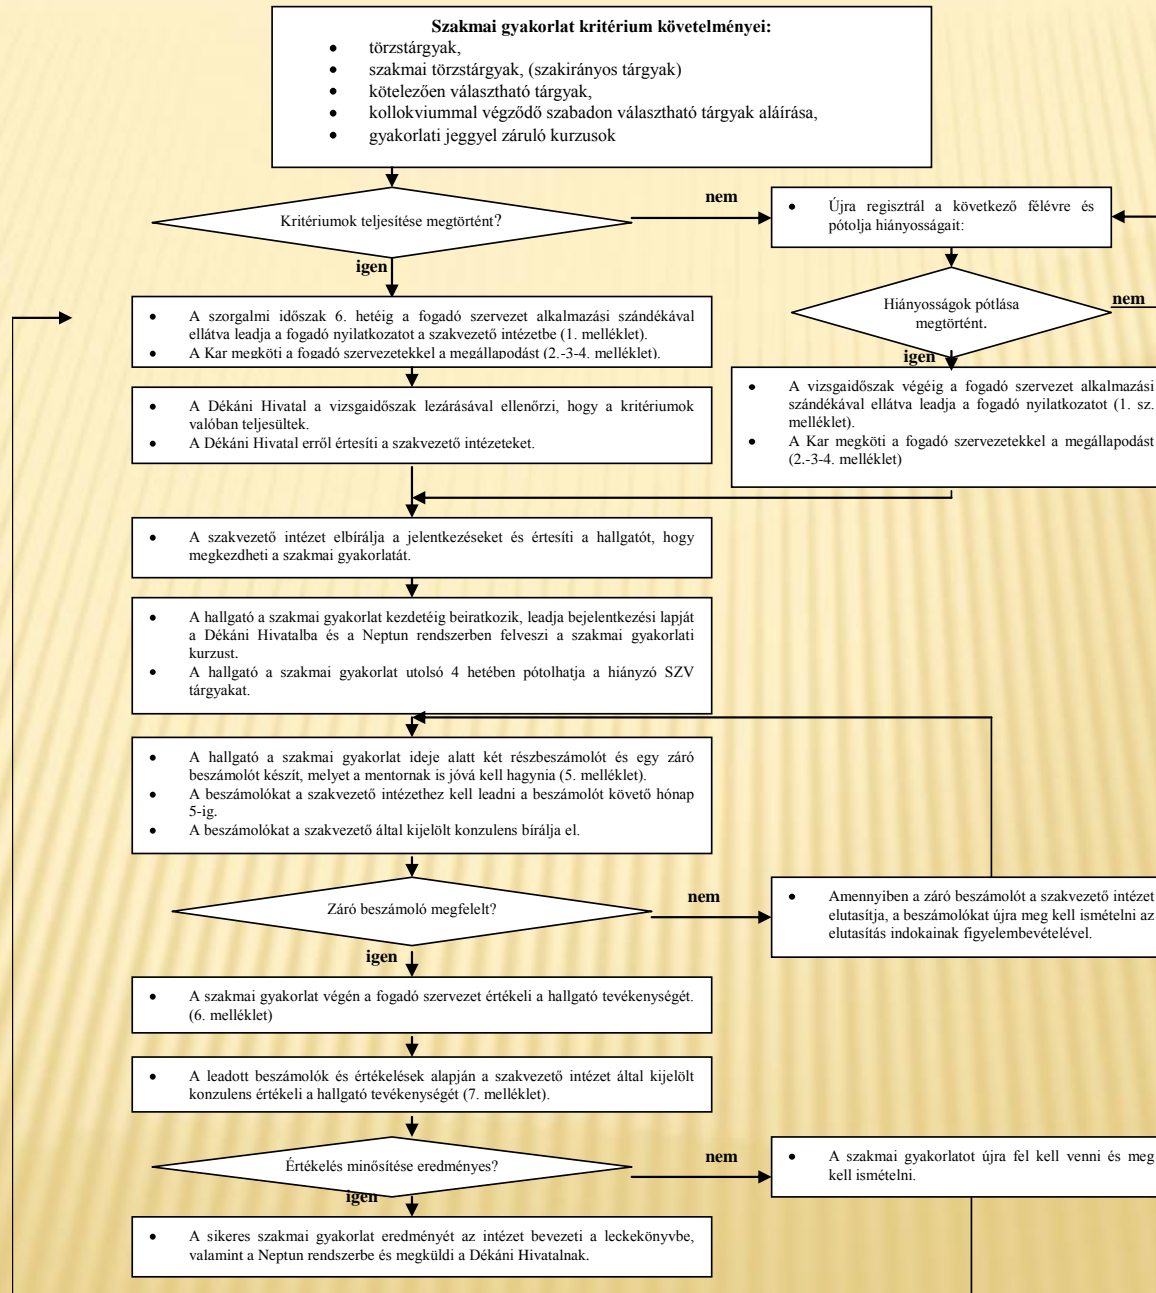 Szakmai gyakorlat kritérium követelményei:
• törzstárgyak,
• szakmai törzstárgyak, (szakirányos tárgyak)
• kötelezően választható tárgyak,
• kollokviummal végződő szabadon választható tárgyak aláírása,
• gyakorlati jeggyel záruló kurzusok
Kritériumok teljesítése megtörtént?
nem
• Újra regisztrál a következő félévre és
pótolja hiányosságait:
igen
Hiányosságok pótlása
megtörtént.
nem
igen
• A szorgalmi időszak 6. hetéig a fogadó szervezet alkalmazási szándékával
ellátva leadja a fogadó nyilatkozatot a szakvezető intézetbe (1. melléklet).
• A Kar megköti a fogadó szervezetekkel a megállapodást (2.-3-4. melléklet).
• A vizsgaidőszak végéig a fogadó szervezet alkalmazási
szándékával ellátva leadja a fogadó nyilatkozatot (1. sz.
melléklet).
• A Kar megköti a fogadó szervezetekkel a megállapodást
(2.-3-4. melléklet)
• A Dékáni Hivatal a vizsgaidőszak lezárásával ellenőrzi, hogy a kritériumok
valóban teljesültek.
• A Dékáni Hivatal erről értesíti a szakvezető intézeteket.
• A szakvezető intézet elbírálja a jelentkezéseket és értesíti a hallgatót, hogy
megkezdheti a szakmai gyakorlatát.
• A hallgató a szakmai gyakorlat kezdetéig beiratkozik, leadja bejelentkezési lapját
a Dékáni Hivatalba és a Neptun rendszerben felveszi a szakmai gyakorlati
kurzust.
• A hallgató a szakmai gyakorlat utolsó 4 hetében pótolhatja a hiányzó SZV
tárgyakat.
• A hallgató a szakmai gyakorlat ideje alatt két részbeszámolót és egy záró
beszámolót készít, melyet a mentornak is jóvá kell hagynia (5. melléklet).
• A beszámolókat a szakvezető intézethez kell leadni a beszámolót követő hónap
5-ig.
• A beszámolókat a szakvezető által kijelölt konzulens bírálja el.
Záró beszámoló megfelelt?
nem
• Amennyiben a záró beszámolót a szakvezető intézet
elutasítja, a beszámolókat újra meg kell ismételni az
elutasítás indokainak figyelembevételével.
igen
• A szakmai gyakorlat végén a fogadó szervezet értékeli a hallgató tevékenységét.
(6. melléklet)
• A leadott beszámolók és értékelések alapján a szakvezető intézet által kijelölt
konzulens értékeli a hallgató tevékenységét (7. melléklet).
Értékelés minősítése eredményes?
nem
• A szakmai gyakorlatot újra fel kell venni és meg
kell ismételni.
igen
• A sikeres szakmai gyakorlat eredményét az intézet bevezeti a leckekönyvbe,
valamint a Neptun rendszerbe és megküldi a Dékáni Hivatalnak.